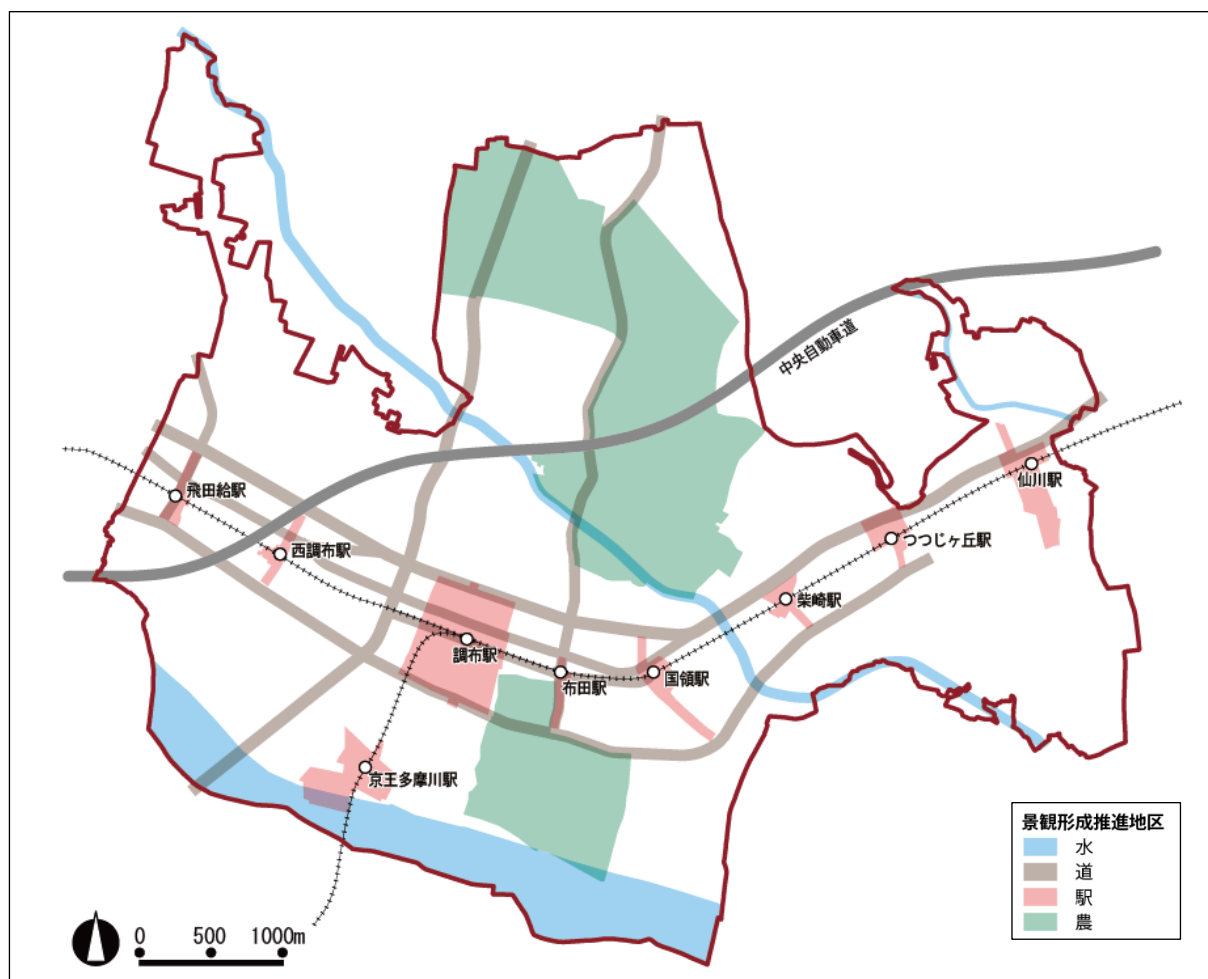 中央自動車道
飛田給駅
西調布駅
調布駅
布田駅
国領駅
柴崎駅
つつじヶ丘駅
仙川駅
京王多摩川駅
景観形成推進地区
水
道
駅
農
0 500 1000m